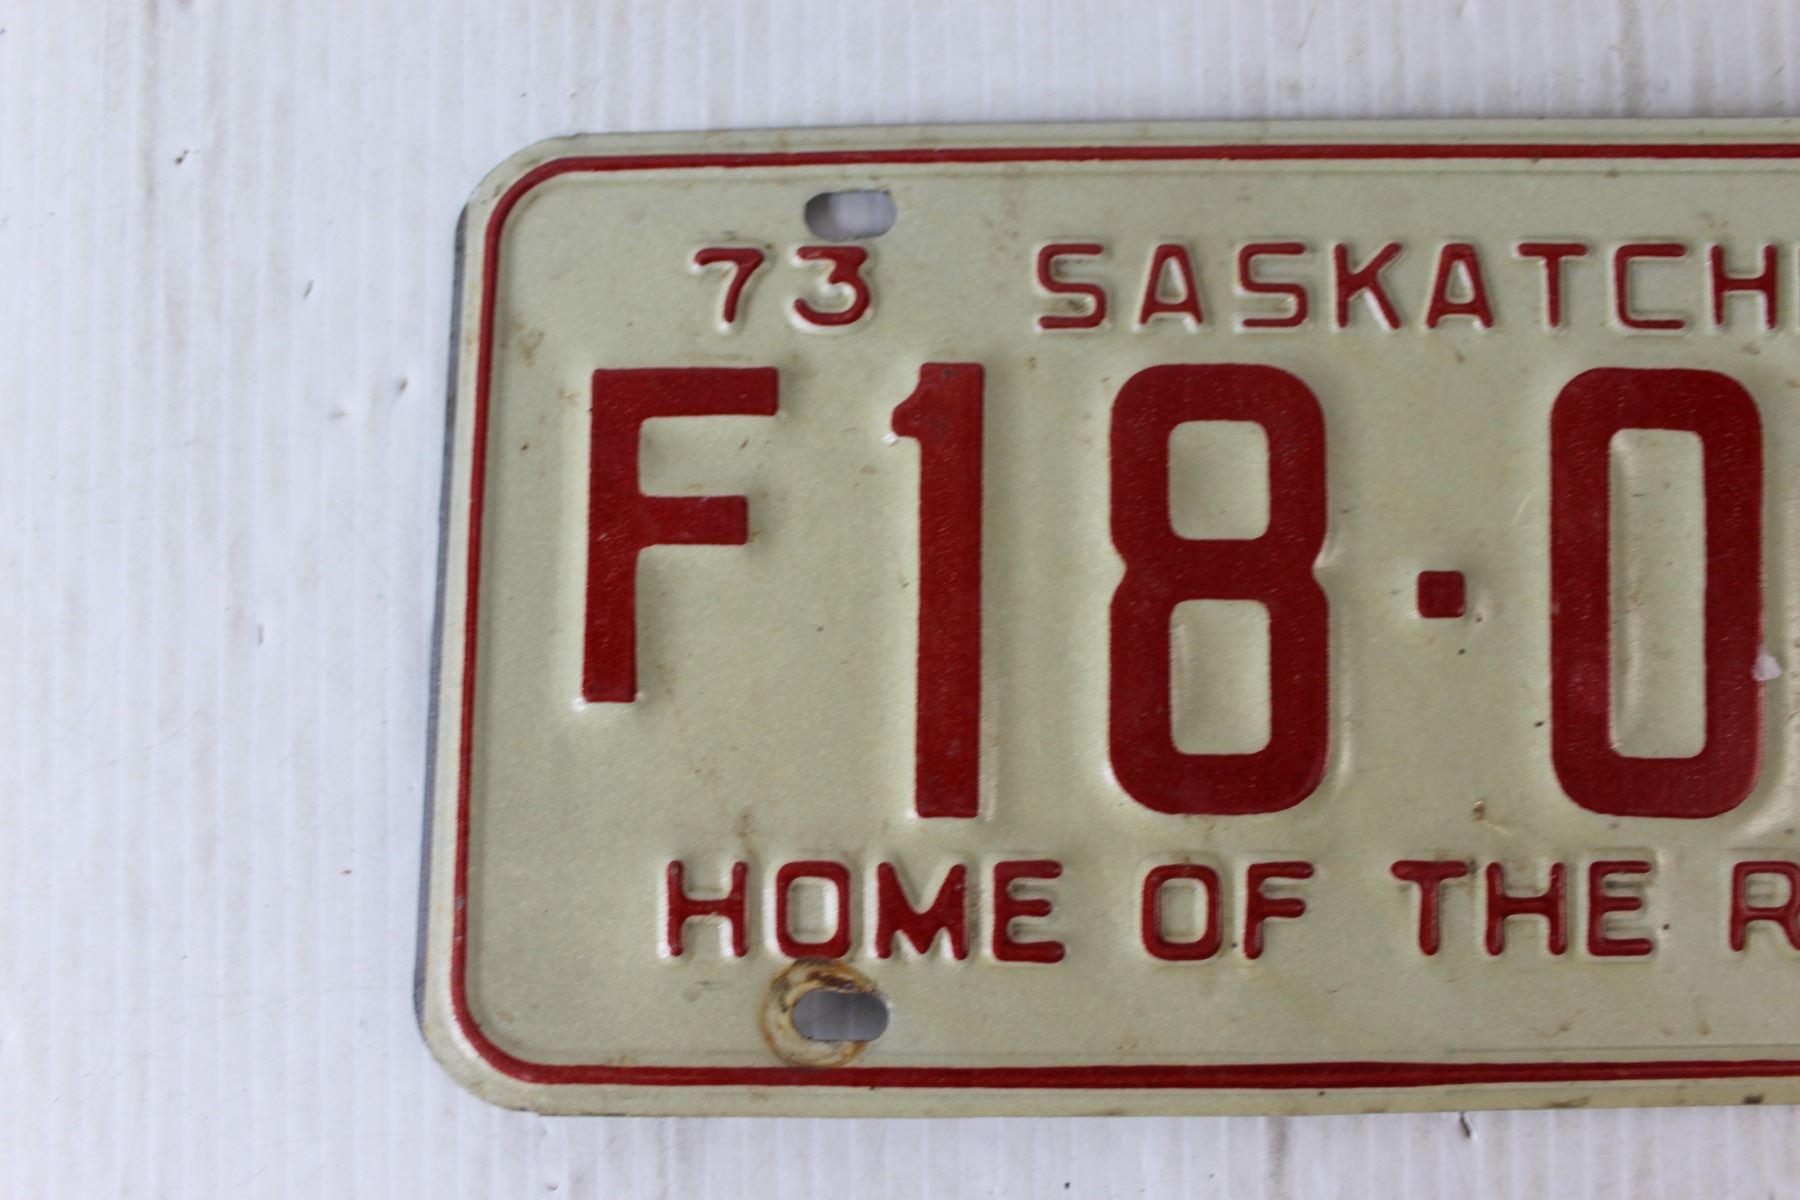 73 SASKATCH
F18·0
HOME OF THE R